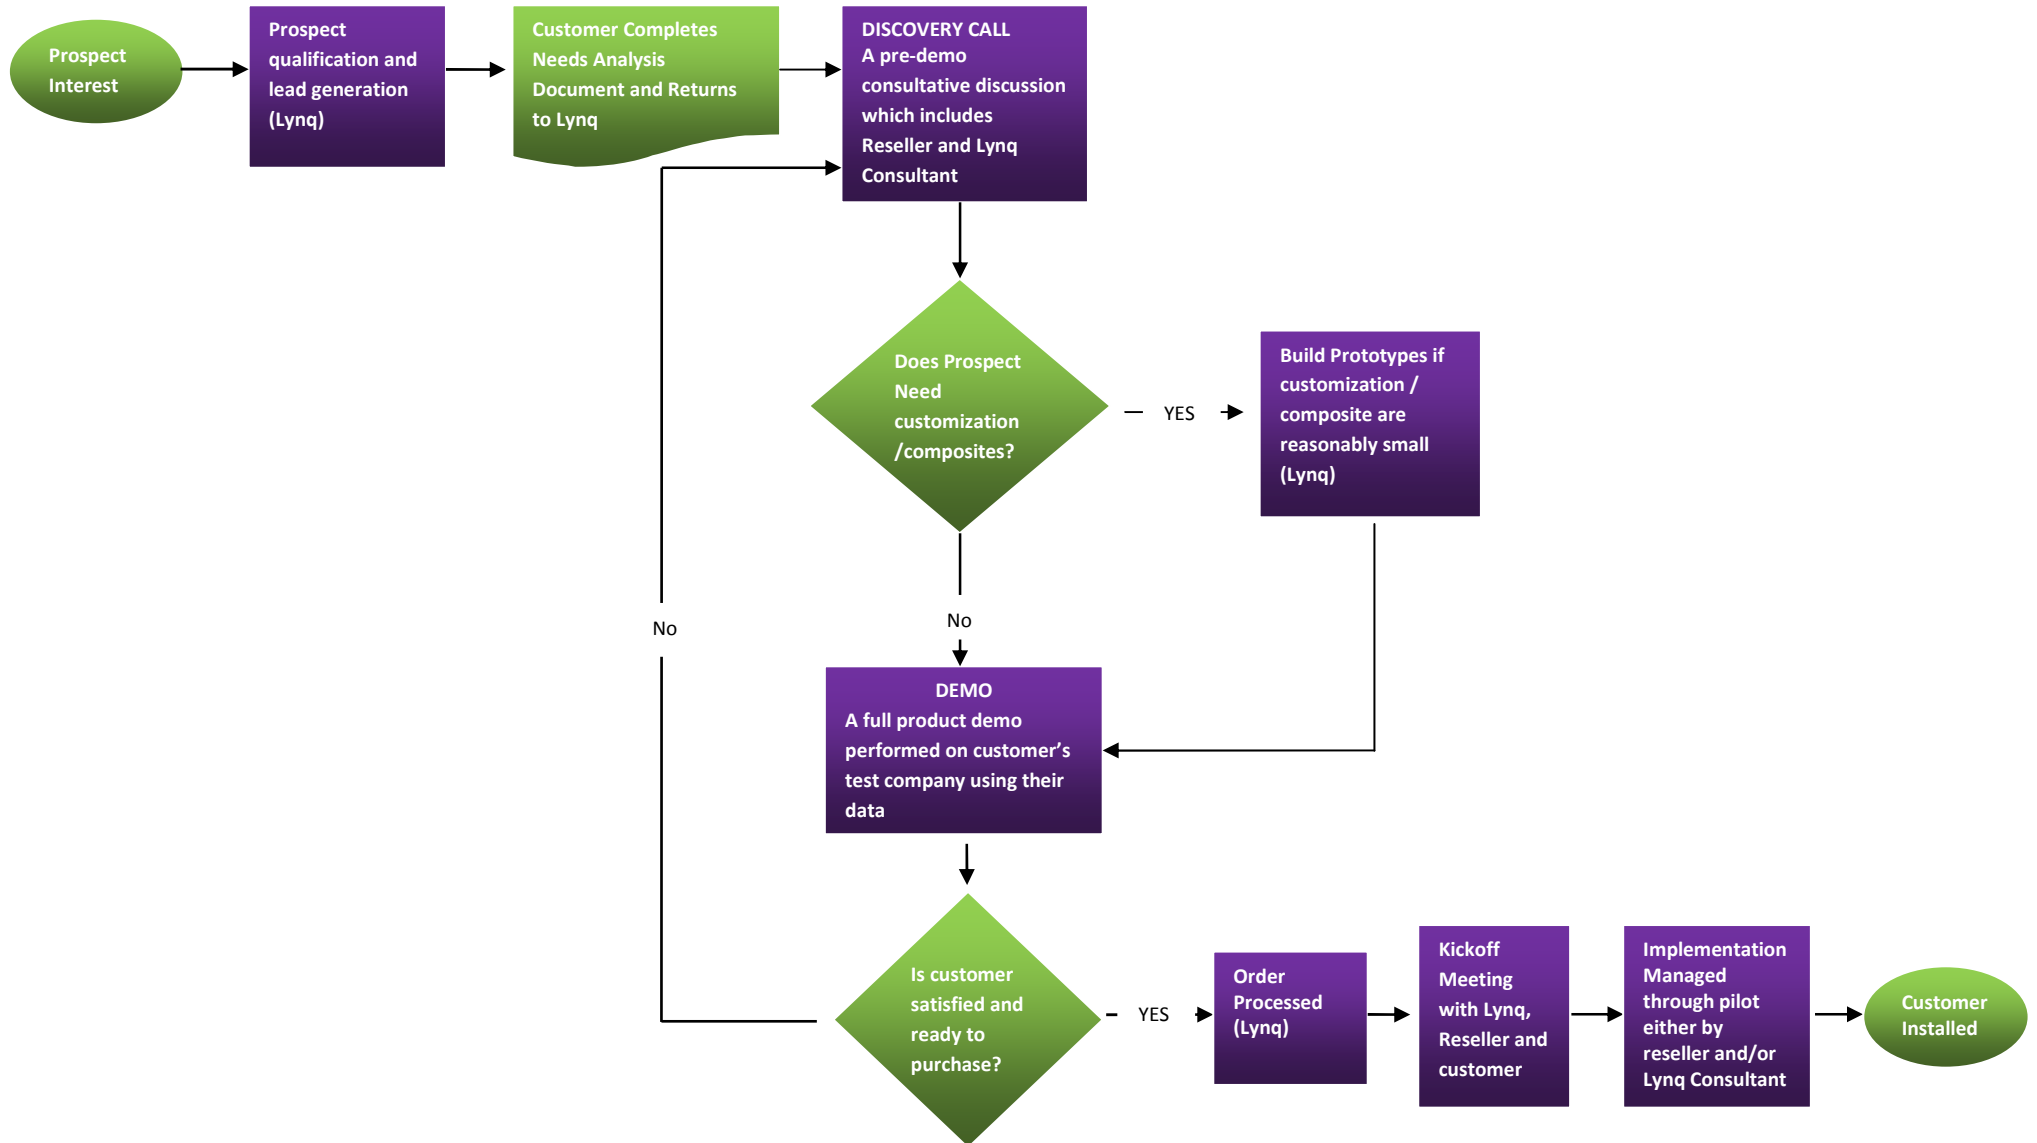 Prospect
Interest
Prospect
qualification and
lead generation
(Lynq)
Customer Completes
Needs Analysis
Document and Returns
to Lynq
DISCOVERY CALL
A pre-demo
consultative discussion
which includes
Reseller and Lynq
Consultant
Does Prospect
Need
customization
/composites?
YES
Build Prototypes if
customization /
composite are
reasonably small
(Lynq)
No
No
DEMO
A full product demo
performed on customer’s
test company using their
data
Is customer
satisfied and
ready to
purchase?
YES
Order
Processed
(Lynq)
Kickoff
Meeting
with Lynq,
Reseller and
customer
Implementation
Managed
through pilot
either by
reseller and/or
Lynq Consultant
Customer
Installed